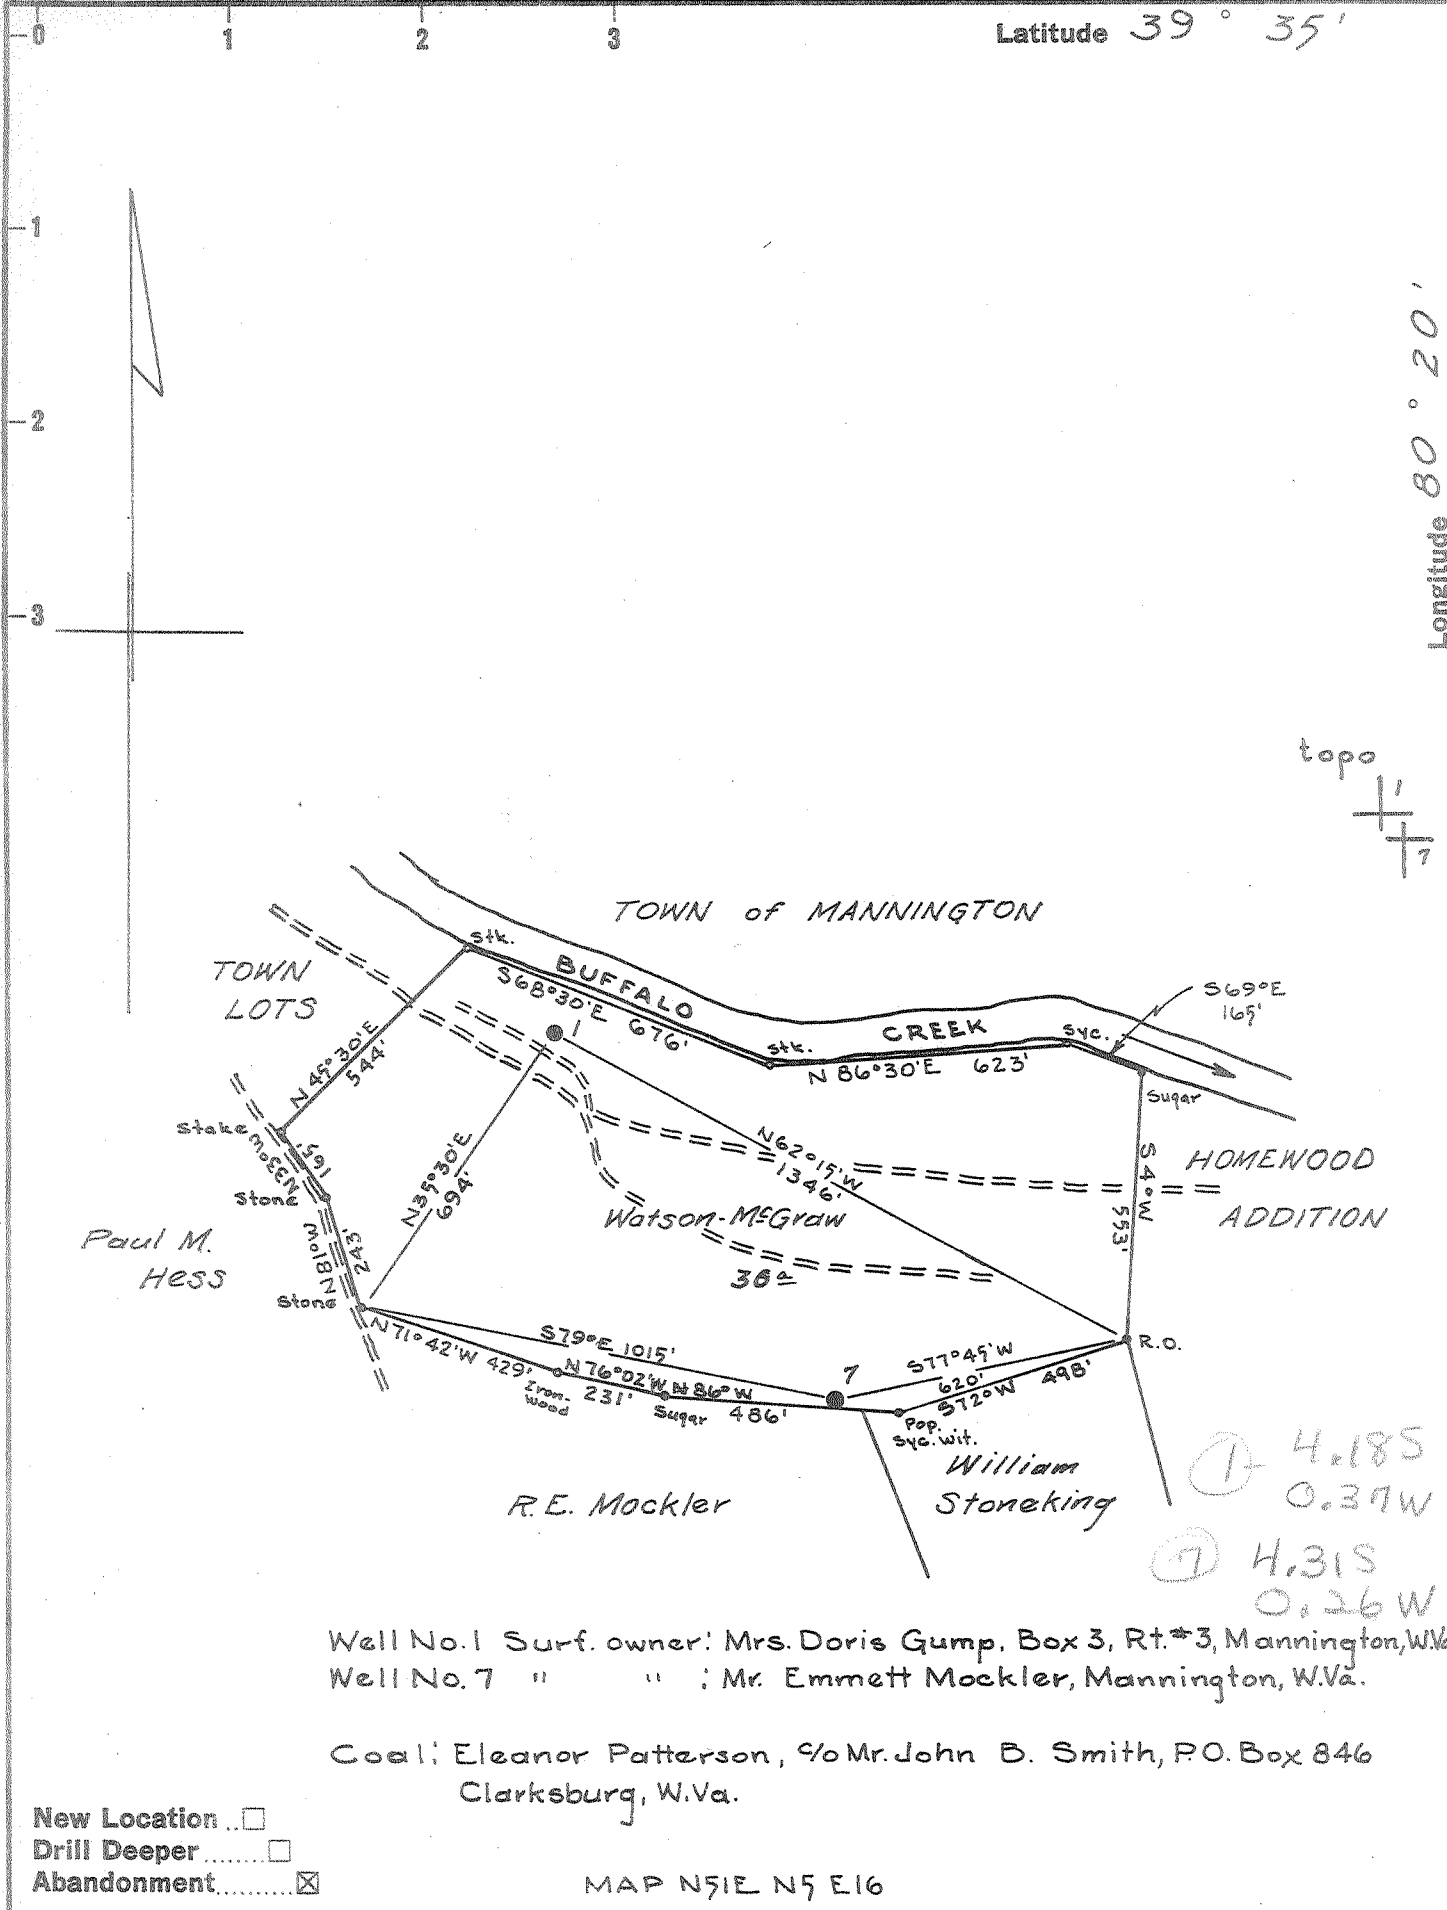 0
1
2
3
Latitude 39° 35'
1
2
3
Longitude 80° 20'
topo
1
7
TOWN of MANNINGTON
TOWN
LOTS
Stk.
BUFFALO
S68°30'E 676'
CREEK
Stk.
N 86°30'E 623'
Syc.
S69°E
165'
Sugar
1
N 45°30'E
544'
Stake
N33°W
165'
Stone
N81°W
243'
Stone
N35°30'E
694'
N62°15'W
1346'
S4°W
553'
HOMEWOOD
ADDITION
Watson-McGraw
38a
Paul M.
Hess
S79°E 1015'
N71°42'W 429'
Iron-
wood
N76°02'W
231'
N86°W
Sugar 486'
7
S77°45'W
620'
S72°W 498'
R.O.
Pop.
Syc. wit.
William
Stoneking
R.E. Mockler
1 - 4.18S
0.37W
7 4.31S
0.26W
Well No.1 Surf. owner: Mrs. Doris Gump, Box 3, Rt.#3, Mannington, W.Va
Well No.7 " " : Mr. Emmett Mockler, Mannington, W.Va.
Coal: Eleanor Patterson, c/o Mr. John B. Smith, P.O. Box 846
Clarksburg, W.Va.
New Location ..☐
Drill Deeper ........☐
Abandonment..........☒
MAP N51E N5 E16